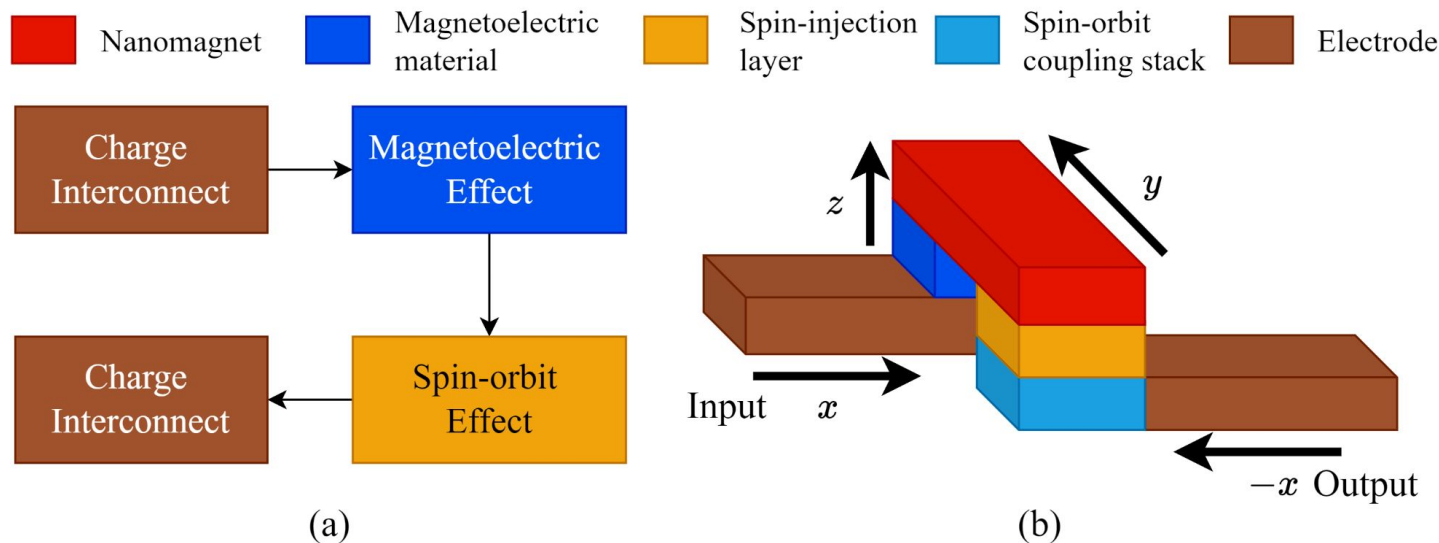 Nanomagnet
Magnetoelectric
material
Spin-injection
layer
Spin-orbit
coupling stack
Electrode
Charge
Interconnect
Magnetoelectric
Effect
Charge
Interconnect
Spin-orbit
Effect
(a)
z
y
Input x
−x Output
(b)